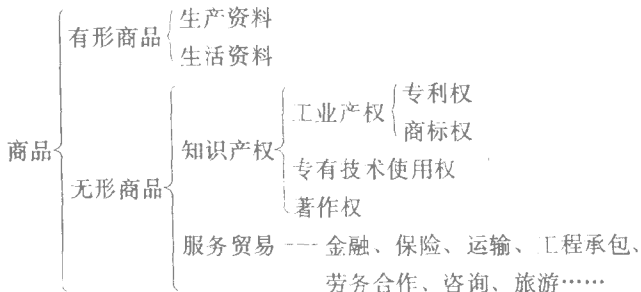 生产资料
有形商品
生活资料
专利权
工业产权
商标权
商品
知识产权
专有技术使用权
无形商品
著作权
服务贸易 —— 金融、保险、运输、工程承包、
劳务合作、咨询、旅游……